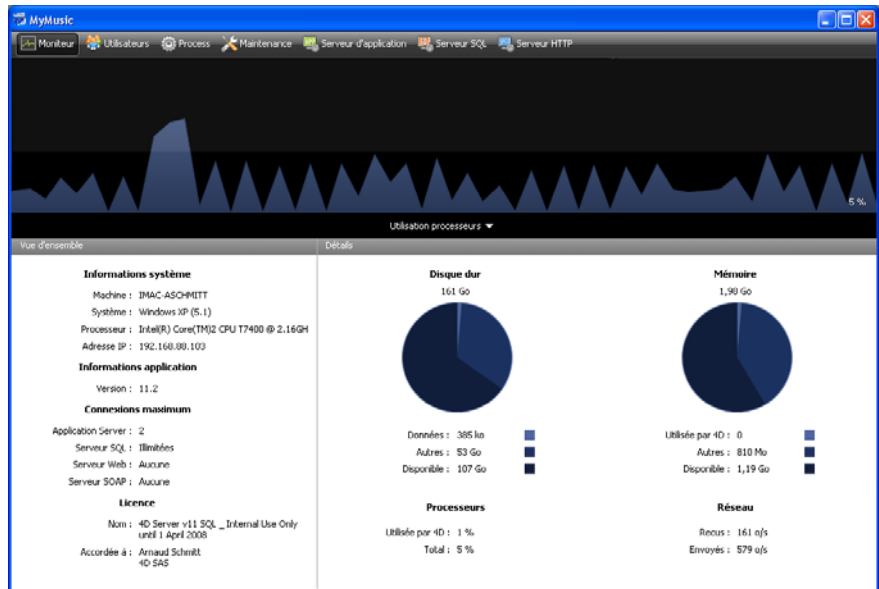 MyMusic
Moniteur Utilisateurs Process Maintenance Serveur d'application Serveur SQL Serveur HTTP
5 %
Utilisation processeurs
Vue d'ensemble
Détails
Informations système
Machine : IMAC-ASCHMITT
Système : Windows XP (5.1)
Processeur : Intel(R) Core(TM)2 CPU T7400 @ 2.16GH
Adresse IP : 192.168.88.103
Informations application
Version : 11.2
Connexions maximum
Application Server : 2
Serveur SQL : Illimitées
Serveur Web : Aucune
Serveur SOAP : Aucune
Licence
Nom : 4D Server v11 SQL _ Internal Use Only
until 1 April 2008
Accordée à : Arnaud Schmitt
4D SAS
Disque dur
161 Go
Données : 385 ko
Autres : 53 Go
Disponible : 107 Go
Processeurs
Utilisée par 4D : 1 %
Total : 5 %
Mémoire
1,98 Go
Utilisée par 4D : 0
Autres : 810 Mo
Disponible : 1,19 Go
Réseau
Recus : 161 o/s
Envoyés : 579 o/s